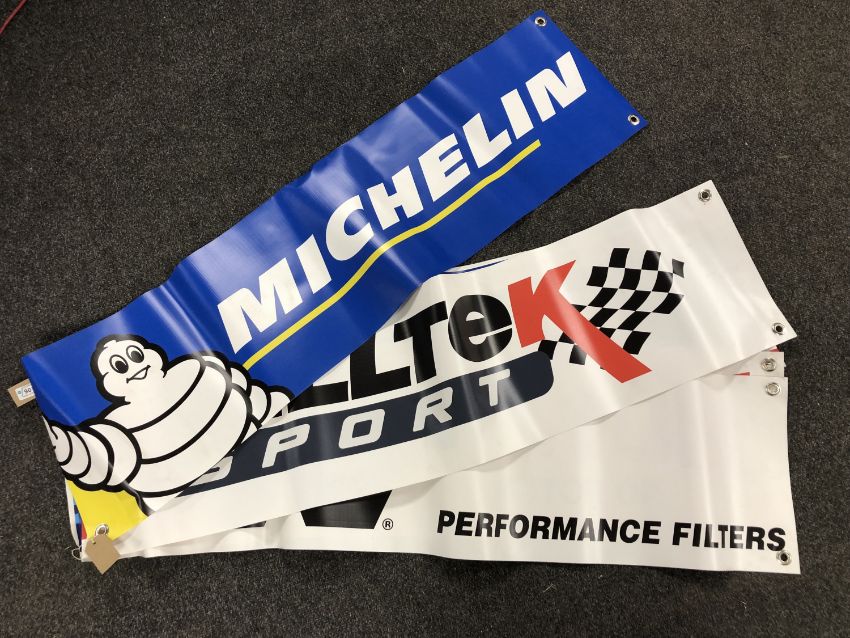 MICHELIN
LLTeK
SPORT
®
PERFORMANCE FILTERS